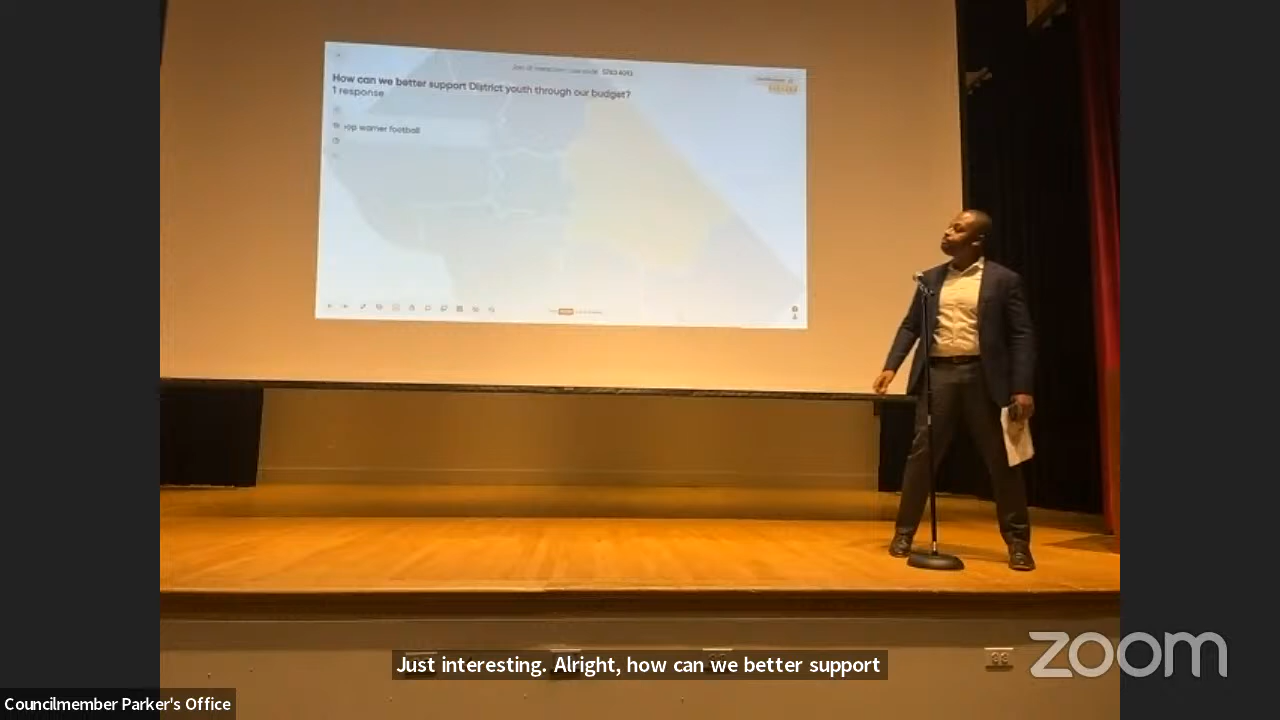 How can we better support District youth through our budget?
1 response
op warner football
Just interesting. Alright, how can we better support
zoom
Councilmember Parker's Office